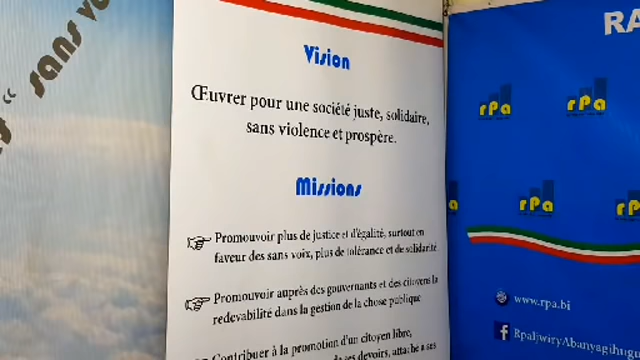 sans
Vision
Œuvrer pour une société juste, solidaire,
sans violence et prospère.
Missions
Promouvoir plus de justice et d'égalité, surtout en
faveur des sans voix, plus de tolérance et de solidarité.
Promouvoir auprès des gouvernants et des citoyens la
redevabilité dans la gestion de la chose publique
Contribuer à la promotion d'un citoyen libre,
ses devoirs, attaché à ses
RA
rPa
rPa
rPa
rPa
www.rpa.bi
RpaIjwiryAbanyagihugu